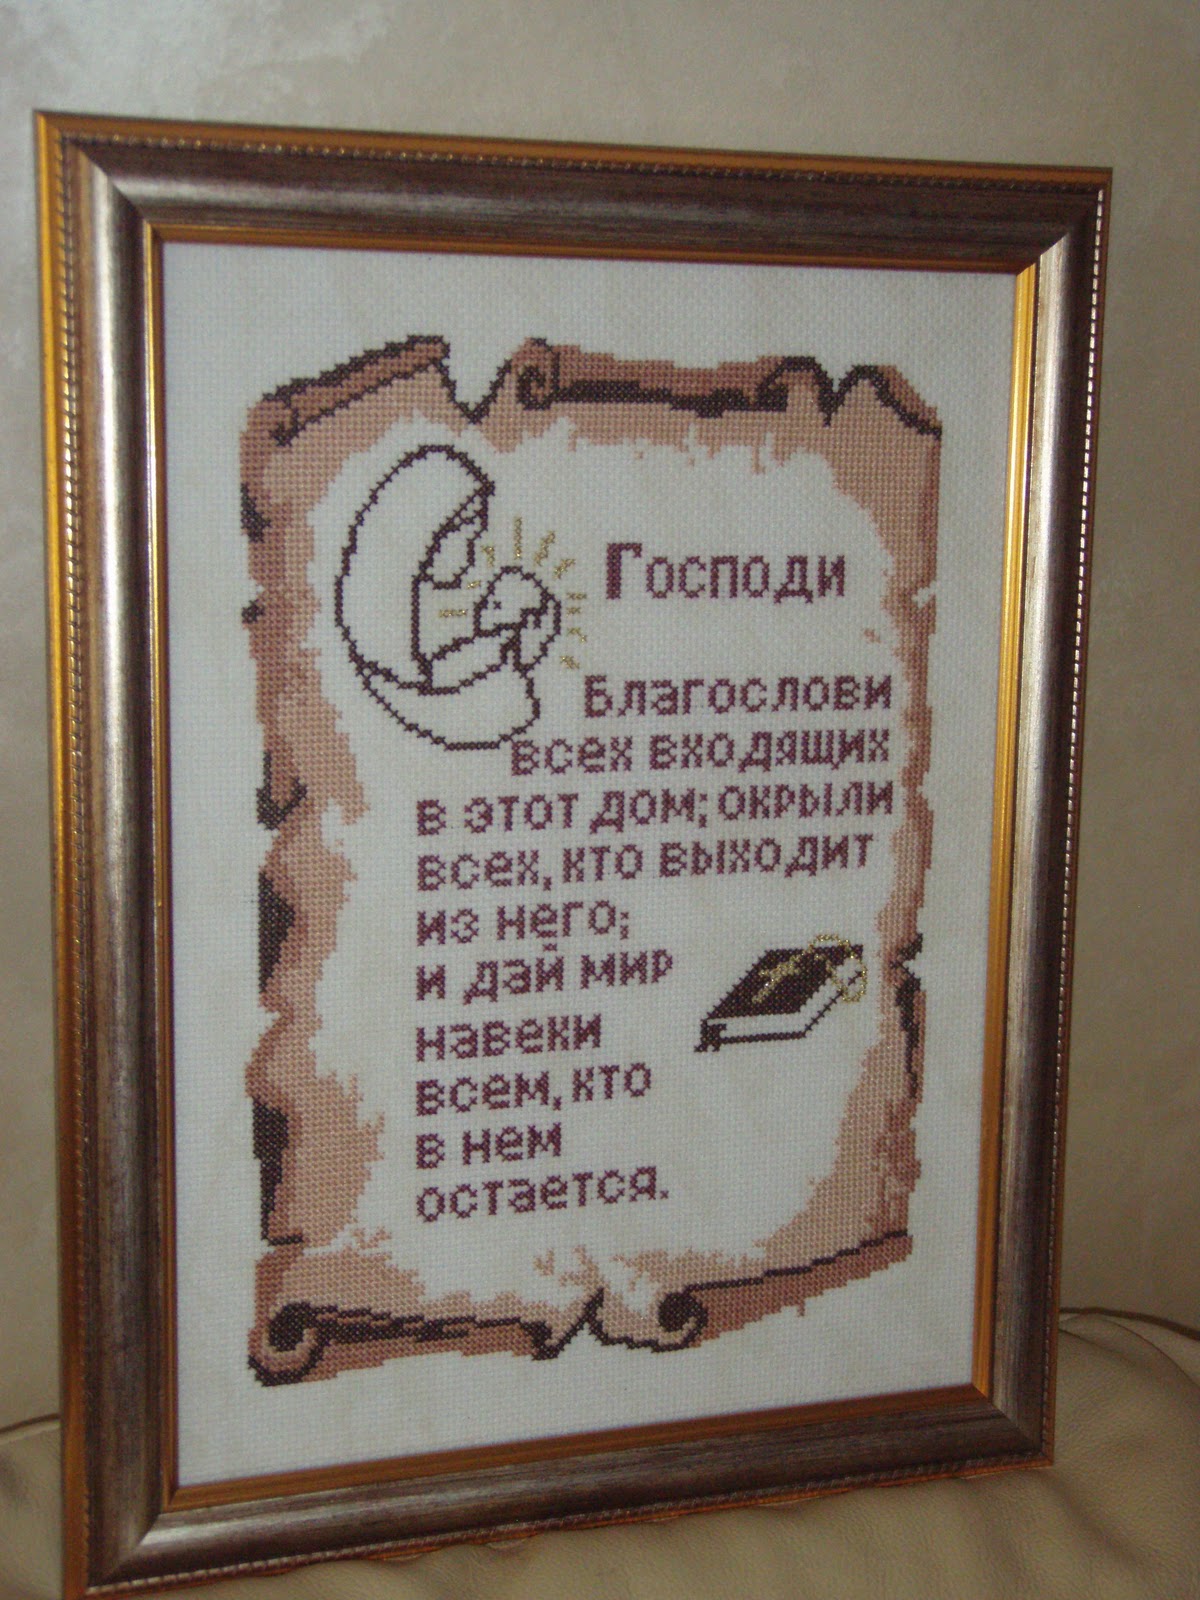 Господи
Благослови
всех входящих
в этот дом; окрыли
всех, кто выходит
из него;
и дай мир
навеки
всем, кто
в нем
остается.